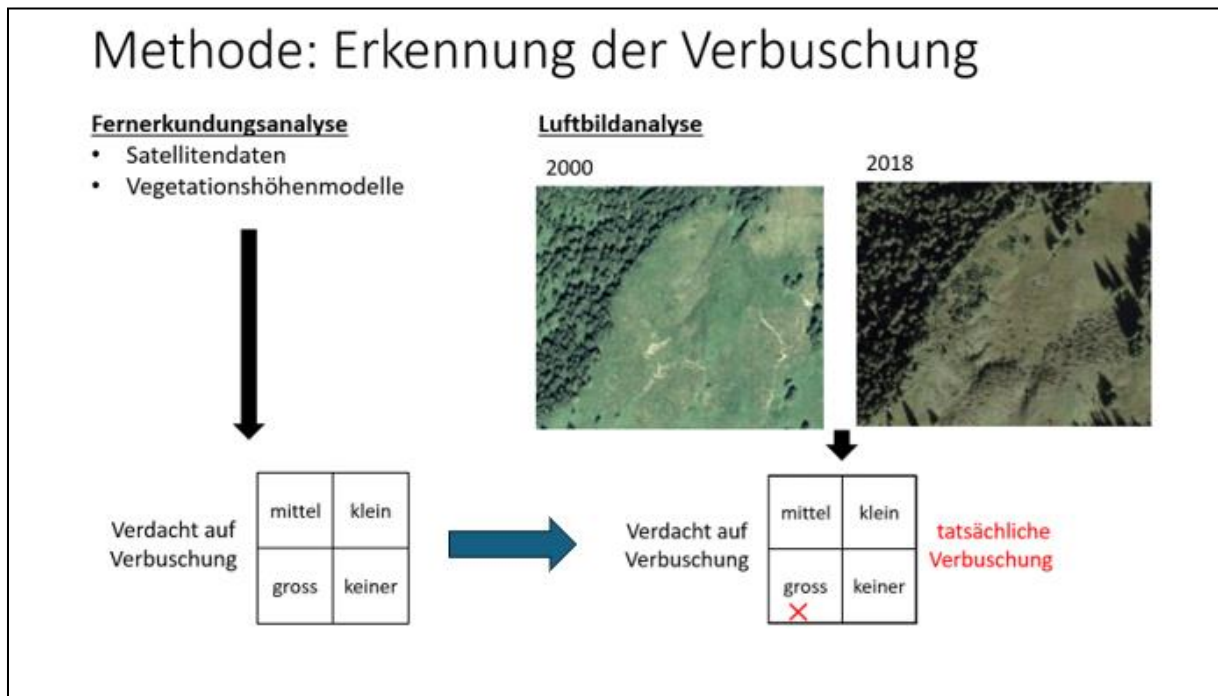 Methode: Erkennung der Verbuschung
Fernerkundungsanalyse
• Satellitendaten
• Vegetationshöhenmodelle
Luftbildanalyse
2000
2018
Verdacht auf
Verbuschung
mittel klein
gross keiner
Verdacht auf
Verbuschung
mittel klein
gross keiner
tatsächliche
Verbuschung